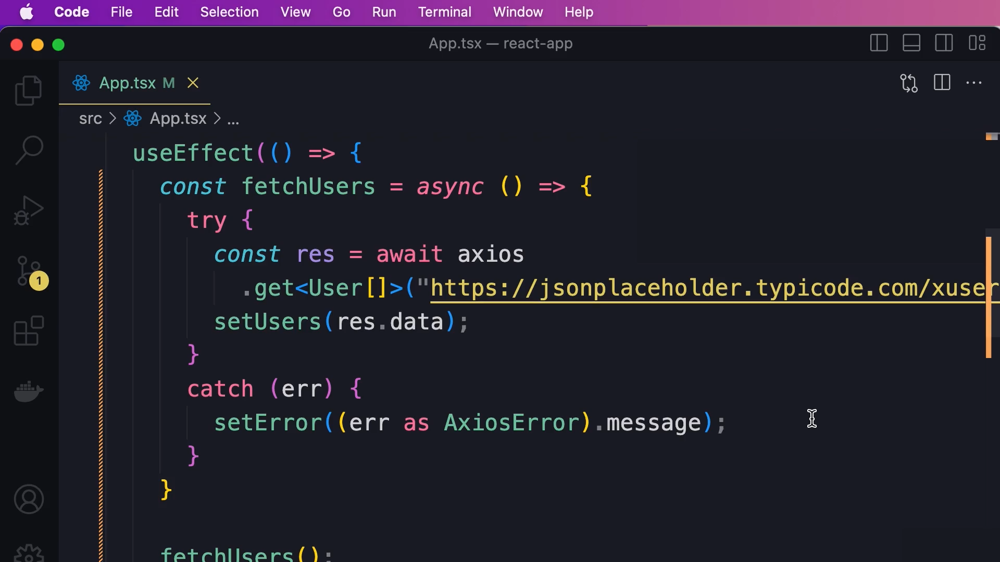 Code File Edit Selection View Go Run Terminal Window Help
App.tsx — react-app
App.tsx M
src > App.tsx > ...
useEffect(() => {
const fetchUsers = async () => {
try {
const res = await axios
.get<User[]>("https://jsonplaceholder.typicode.com/xuser
setUsers(res.data);
}
catch (err) {
setError((err as AxiosError).message);
}
}
fetchUsers();
1